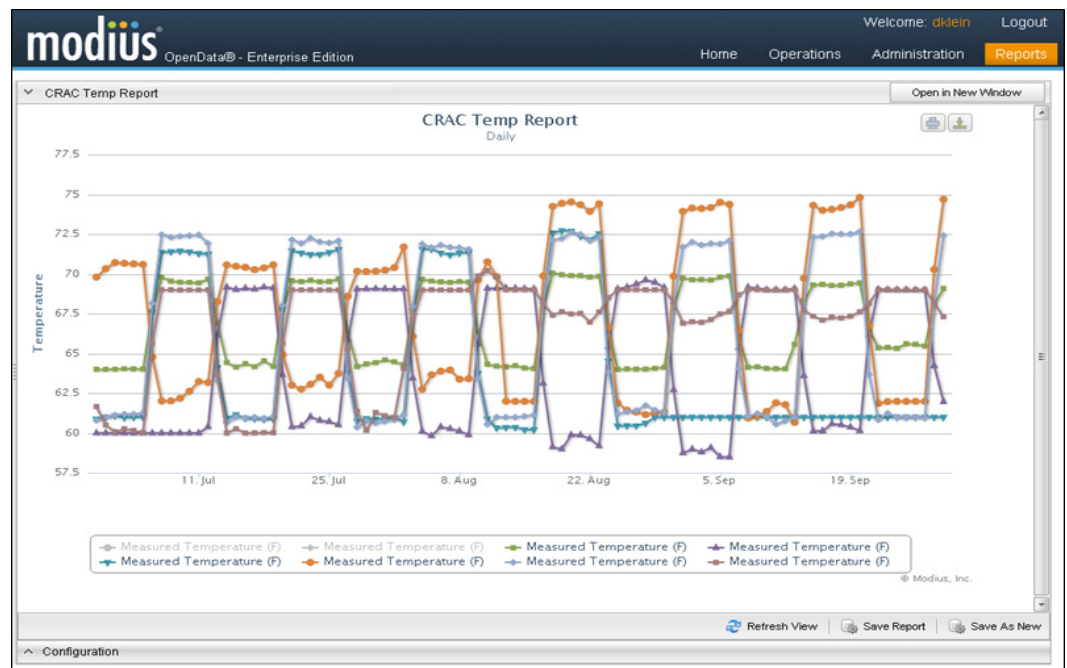 Welcome: dklein Logout
modius OpenData® - Enterprise Edition
Home Operations Administration Reports
CRAC Temp Report
Open in New Window
CRAC Temp Report
Daily
77.5
75
72.5
70
67.5
65
62.5
60
57.5
Temperature
11. Jul 25. Jul 8. Aug 22. Aug 5. Sep 19. Sep
Measured Temperature (F) Measured Temperature (F) Measured Temperature (F) Measured Temperature (F)
Measured Temperature (F) Measured Temperature (F) Measured Temperature (F) Measured Temperature (F)
© Modius, Inc.
Refresh View Save Report Save As New
Configuration